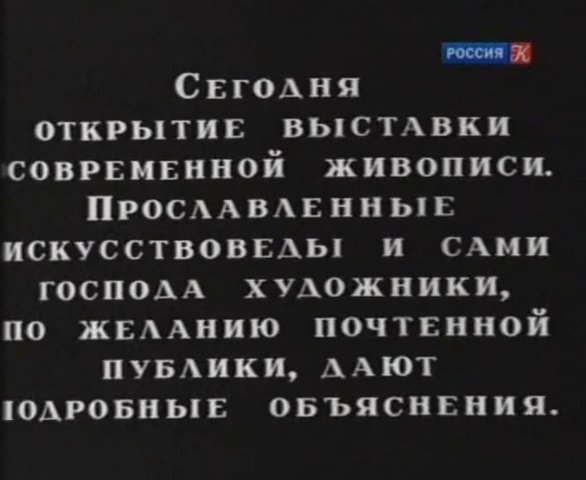 РОССИЯ К
Сегодня
открытие выставки
современной живописи.
Прославленные
искусствоведы и сами
господа художники,
по желанию почтенной
публики, дают
подробные объяснения.